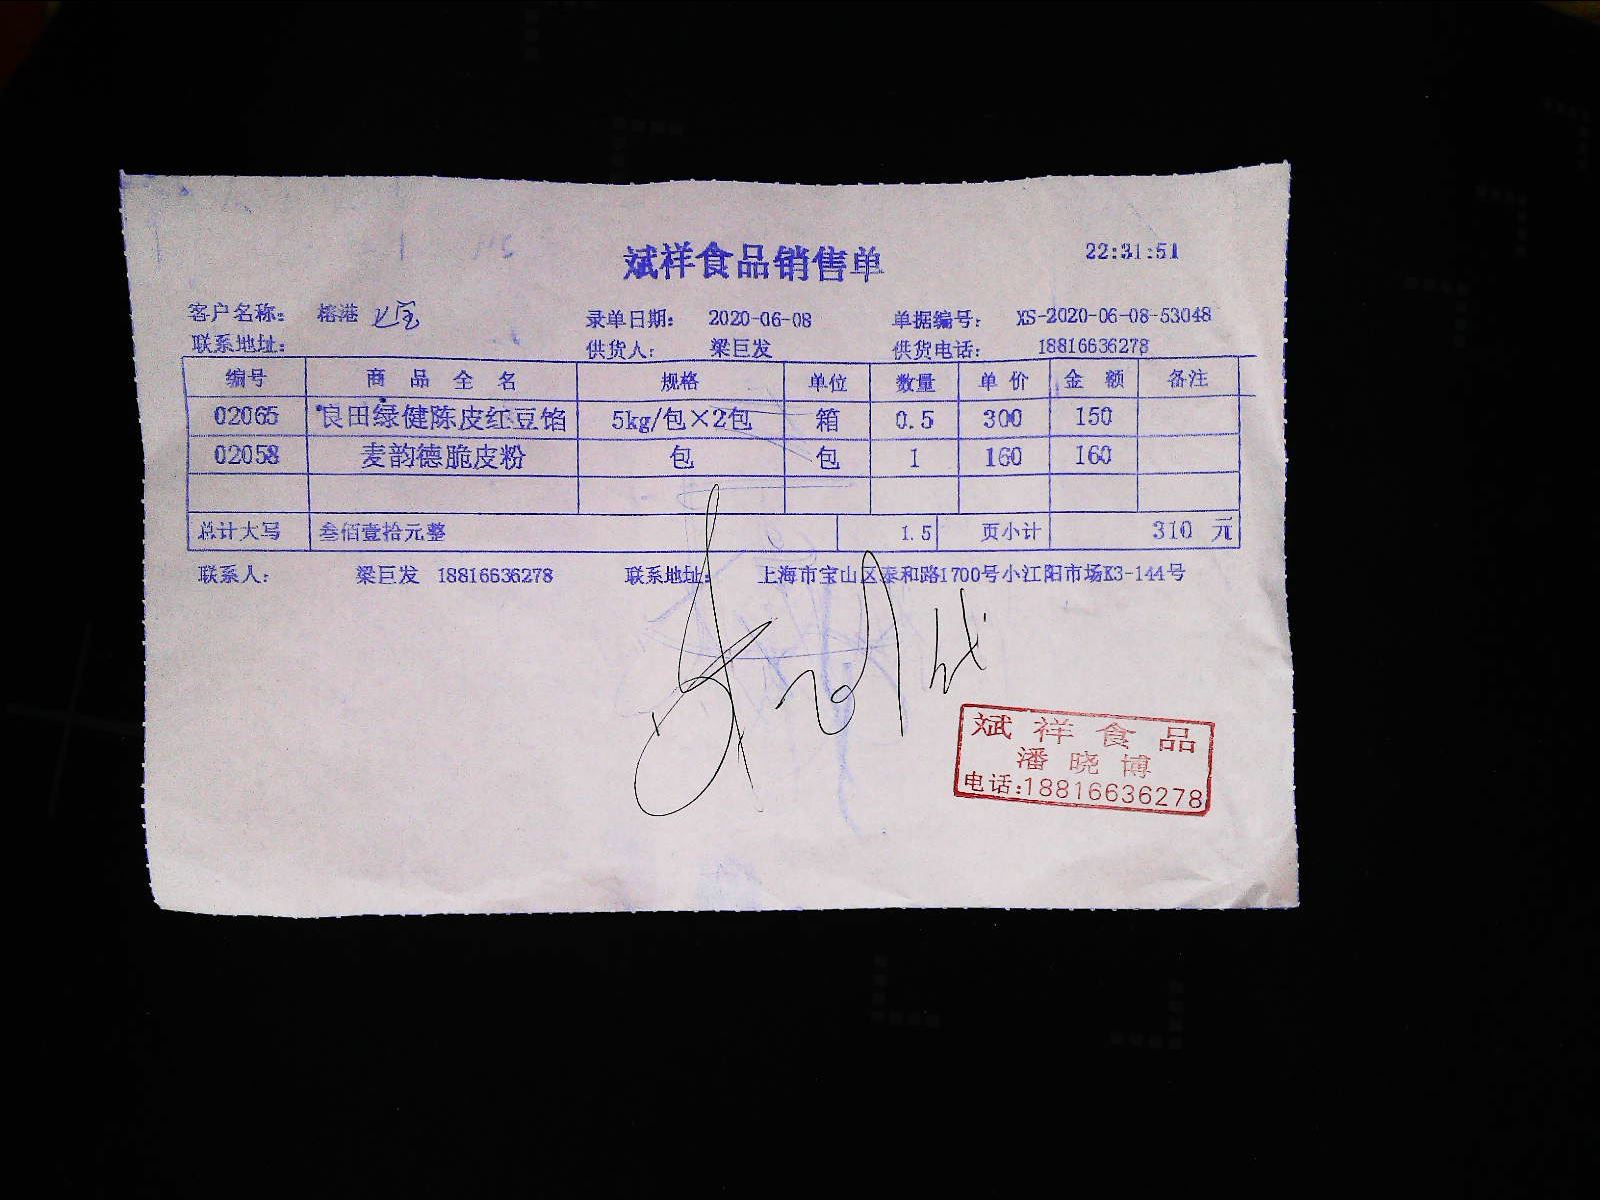 斌祥食品销售单 22:31:51
客户名称： 榕港 录单日期： 2020-06-08 单据编号： XS-2020-06-08-53048
联系地址： 供货人： 梁巨发 供货电话： 18816636278
编号 商 品 全 名 规格 单位 数量 单 价 金 额 备注
02065 良田绿健陈皮红豆馅 5kg/包×2包 箱 0.5 300 150
02058 麦韵德脆皮粉 包 包 1 160 160
总计大写 叁佰壹拾元整 1.5 页小计 310 元
联系人： 梁巨发 18816636278 联系地址： 上海市宝山区泰和路1700号小江阳市场K3-144号
斌 祥 食 品
潘 晓 博
电话:18816636278